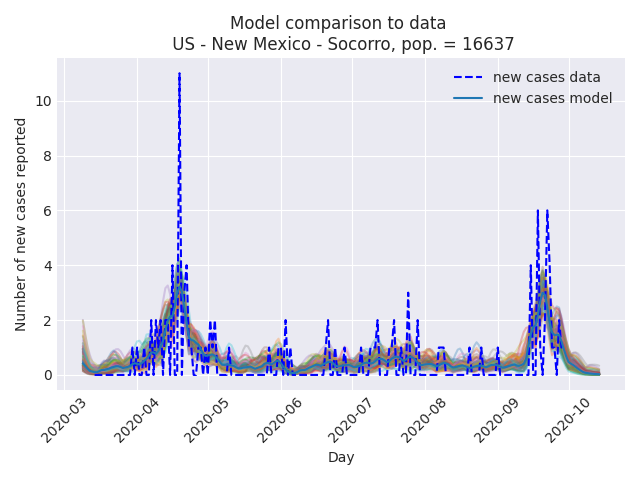 Model comparison to data
US - New Mexico - Socorro, pop. = 16637
new cases data
new cases model
Number of new cases reported
10
8
6
4
2
0
2020-03
2020-04
2020-05
2020-06
2020-07
2020-08
2020-09
2020-10
Day